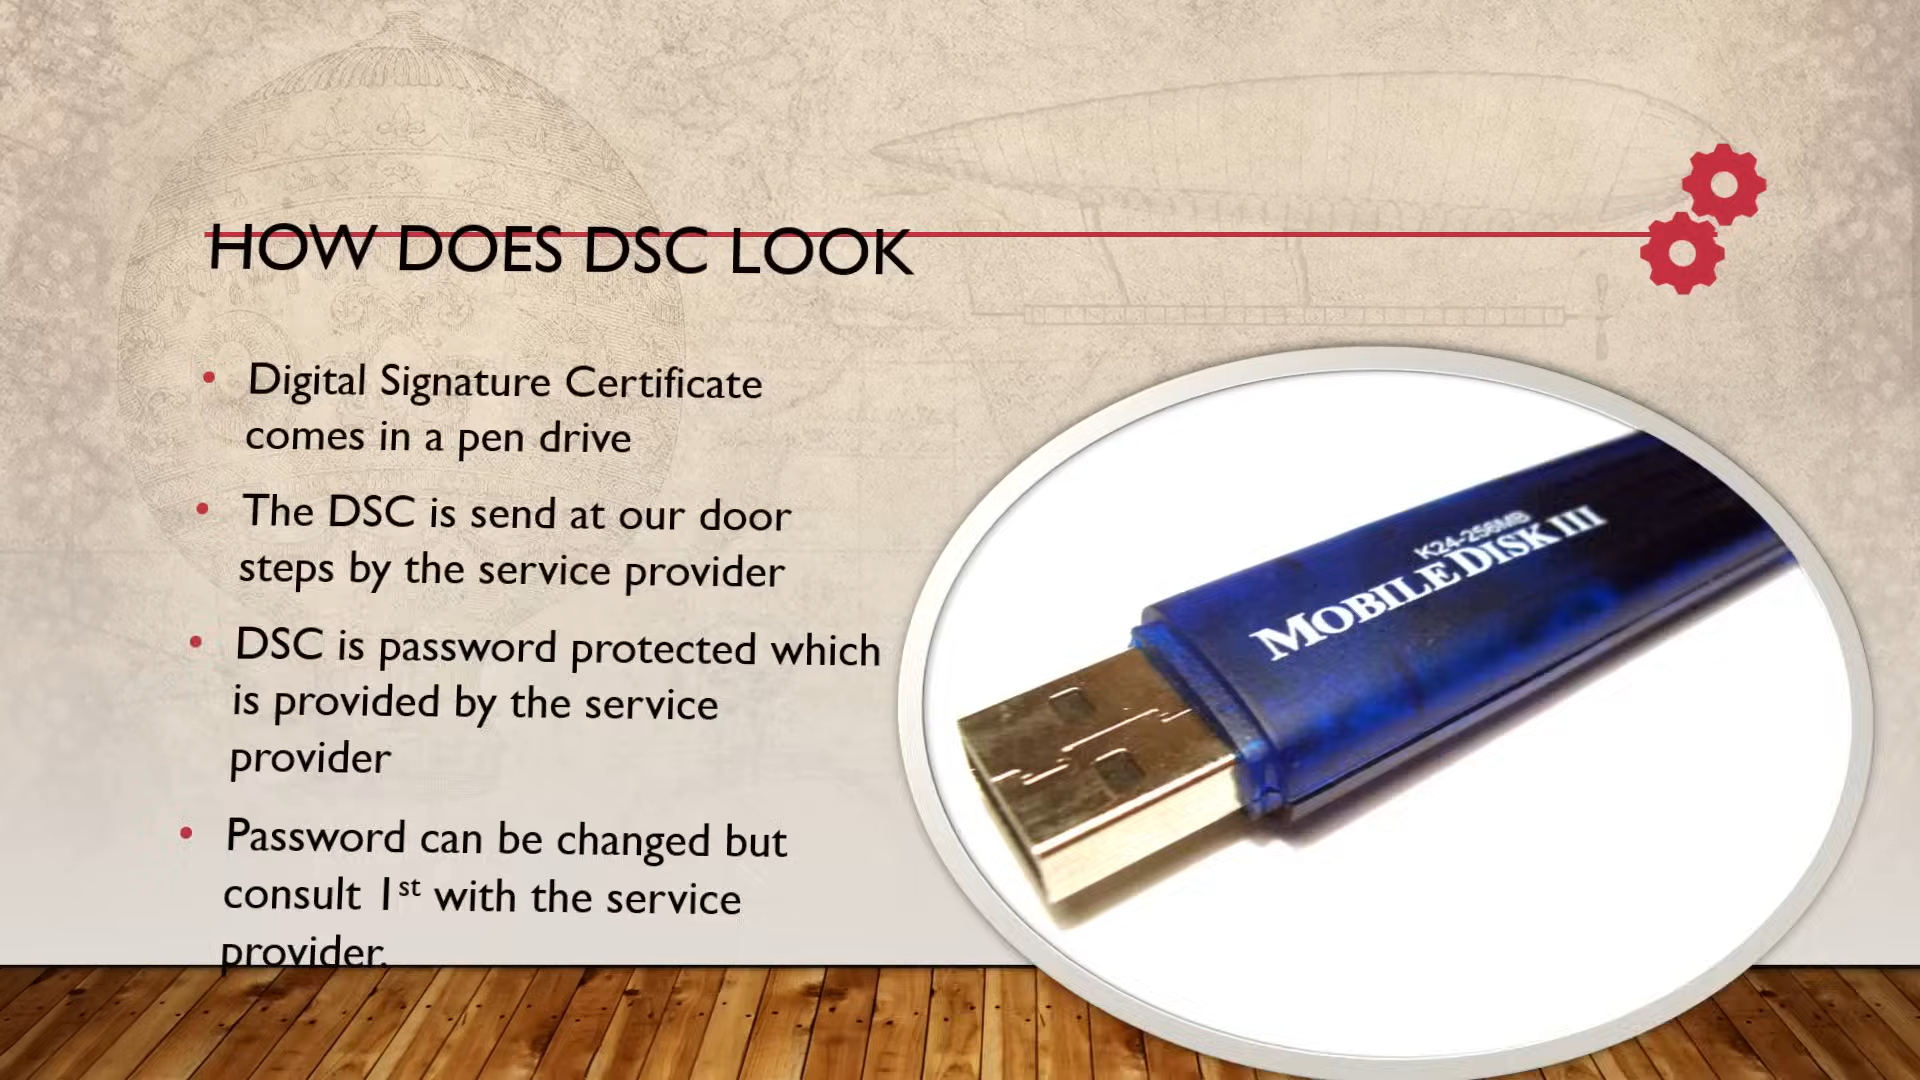 HOW DOES DSC LOOK
• Digital Signature Certificate
comes in a pen drive
• The DSC is send at our door
steps by the service provider
• DSC is password protected which
is provided by the service
provider
• Password can be changed but
consult 1st with the service
provider.
K24-256MB
MOBILEDISK III